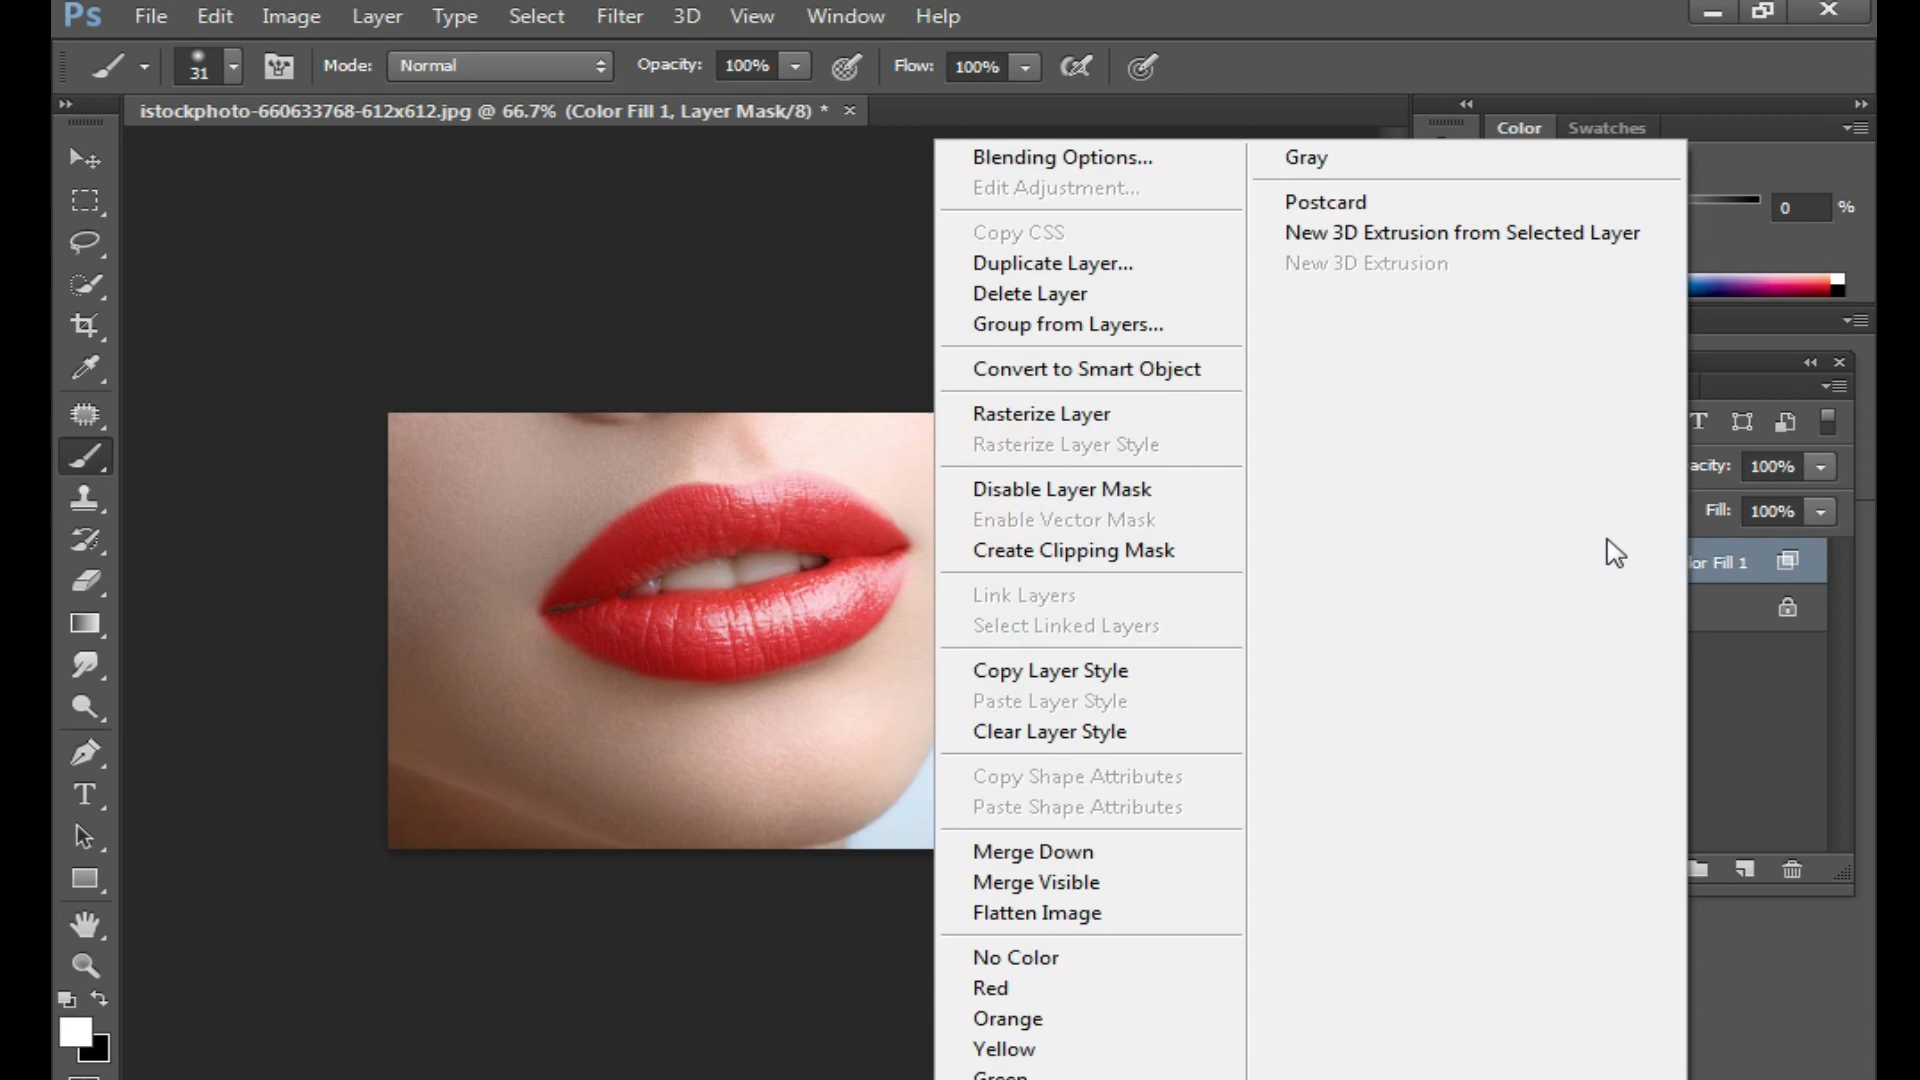 Ps File Edit Image Layer Type Select Filter 3D View Window Help
31 Mode: Normal Opacity: 100% Flow: 100%
istockphoto-660633768-612x612.jpg @ 66.7% (Color Fill 1, Layer Mask/8) *
Color Swatches
0 %
Blending Options...
Edit Adjustment...
Copy CSS
Duplicate Layer...
Delete Layer
Group from Layers...
Convert to Smart Object
Rasterize Layer
Rasterize Layer Style
Disable Layer Mask
Enable Vector Mask
Create Clipping Mask
Link Layers
Select Linked Layers
Copy Layer Style
Paste Layer Style
Clear Layer Style
Copy Shape Attributes
Paste Shape Attributes
Merge Down
Merge Visible
Flatten Image
No Color
Red
Orange
Yellow
Green
Gray
Postcard
New 3D Extrusion from Selected Layer
New 3D Extrusion
acity: 100%
Fill: 100%
lor Fill 1